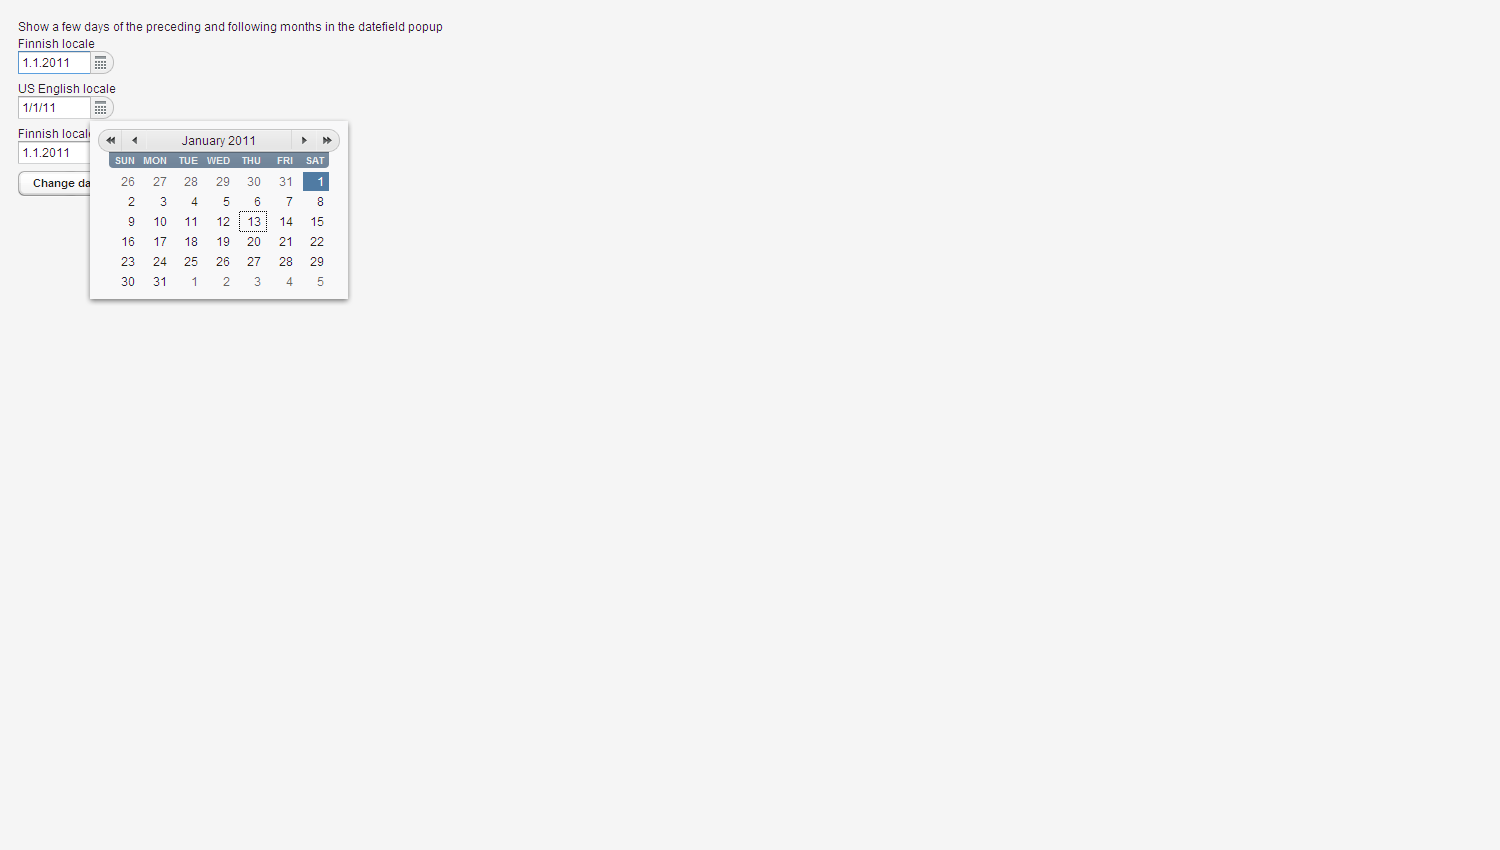 Show a few days of the preceding and following months in the datefield popup
Finnish locale
1.1.2011
US English locale
1/1/11
Finnish locale
1.1.2011
Change da
January 2011
SUN MON TUE WED THU FRI SAT
26 27 28 29 30 31 1
2 3 4 5 6 7 8
9 10 11 12 13 14 15
16 17 18 19 20 21 22
23 24 25 26 27 28 29
30 31 1 2 3 4 5